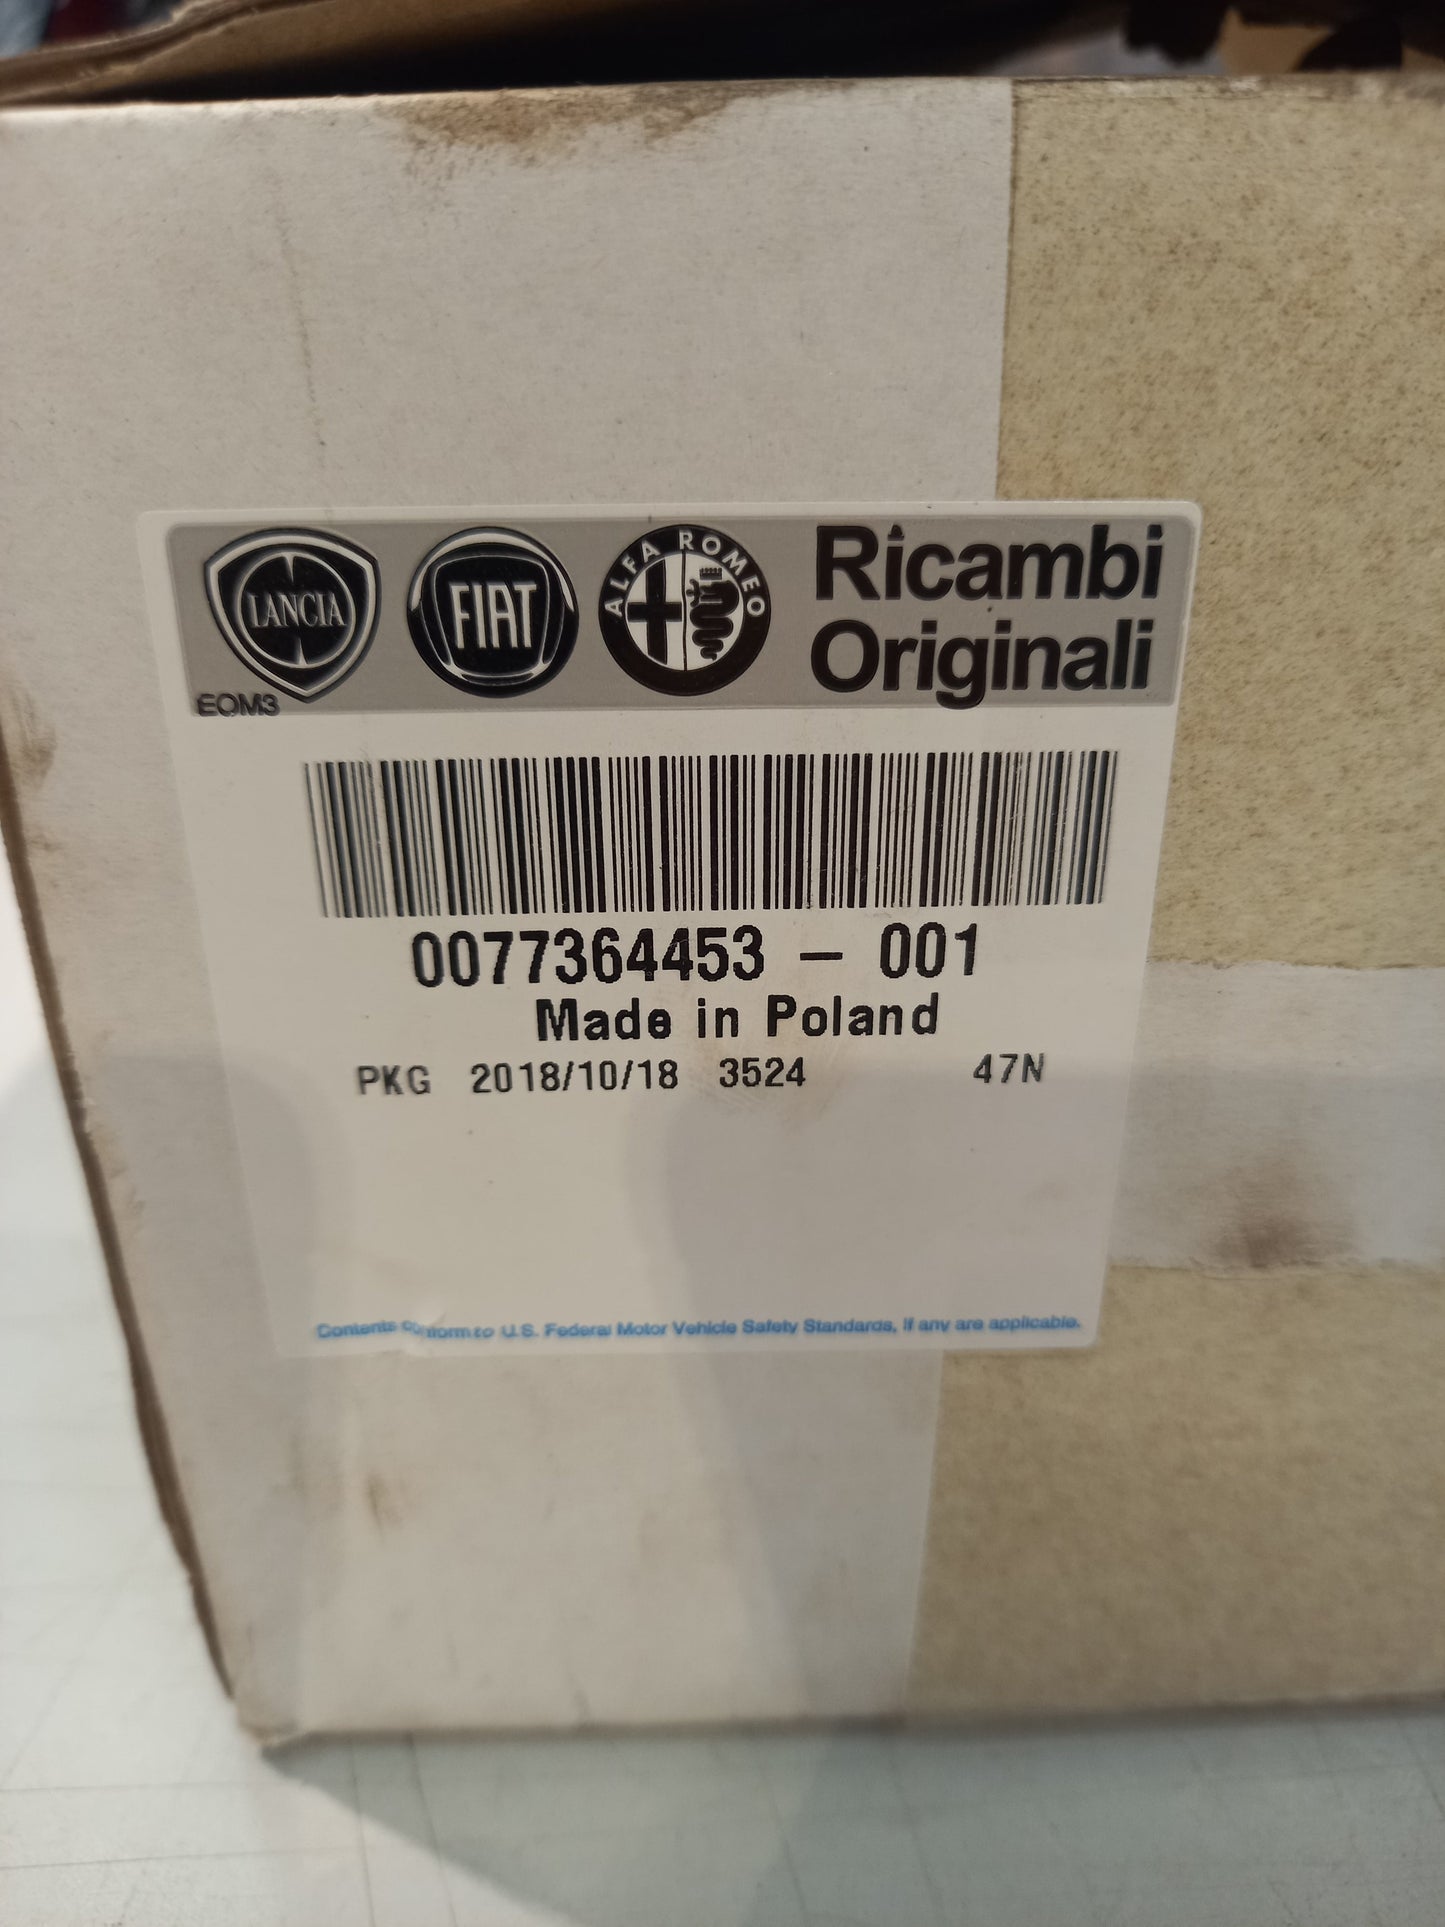 LANCIA
FIAT
ALFA ROMEO
Ricambi
Originali
EOM3
0077364453 – 001
Made in Poland
PKG 2018/10/18 3524 47N
Contents conform to U.S. Federal Motor Vehicle Safety Standards, if any are applicable.